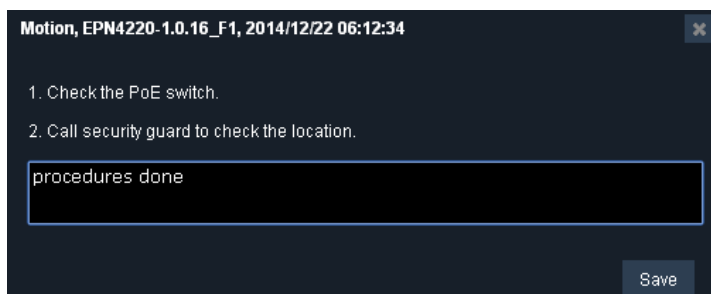 Motion, EPN4220-1.0.16_F1, 2014/12/22 06:12:34
1. Check the PoE switch.
2. Call security guard to check the location.
procedures done
Save